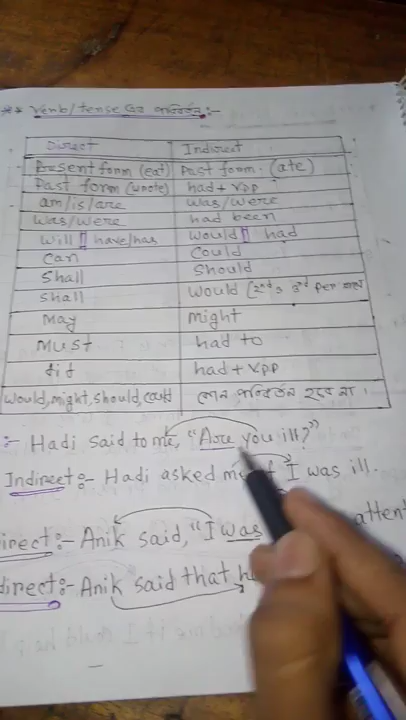 ** Verb/tense এর পরিবর্তন :-
Direct Indirect
Present form (eat) Past form. (ate)
Past form (wrote) had + vpp
am/is/are was/were
was/were had been
will have/has would had
can could
shall should
shall would (2nd ও 3rd per
May might
Must had to
did had + vpp
would, might, should, could কোন পরিবর্তন হবে না।
:- Hadi said to me, "Are you ill?"
Indirect :- Hadi asked me if I was ill.
irect :- Anik said, "I was attent
direct :- Anik said that h